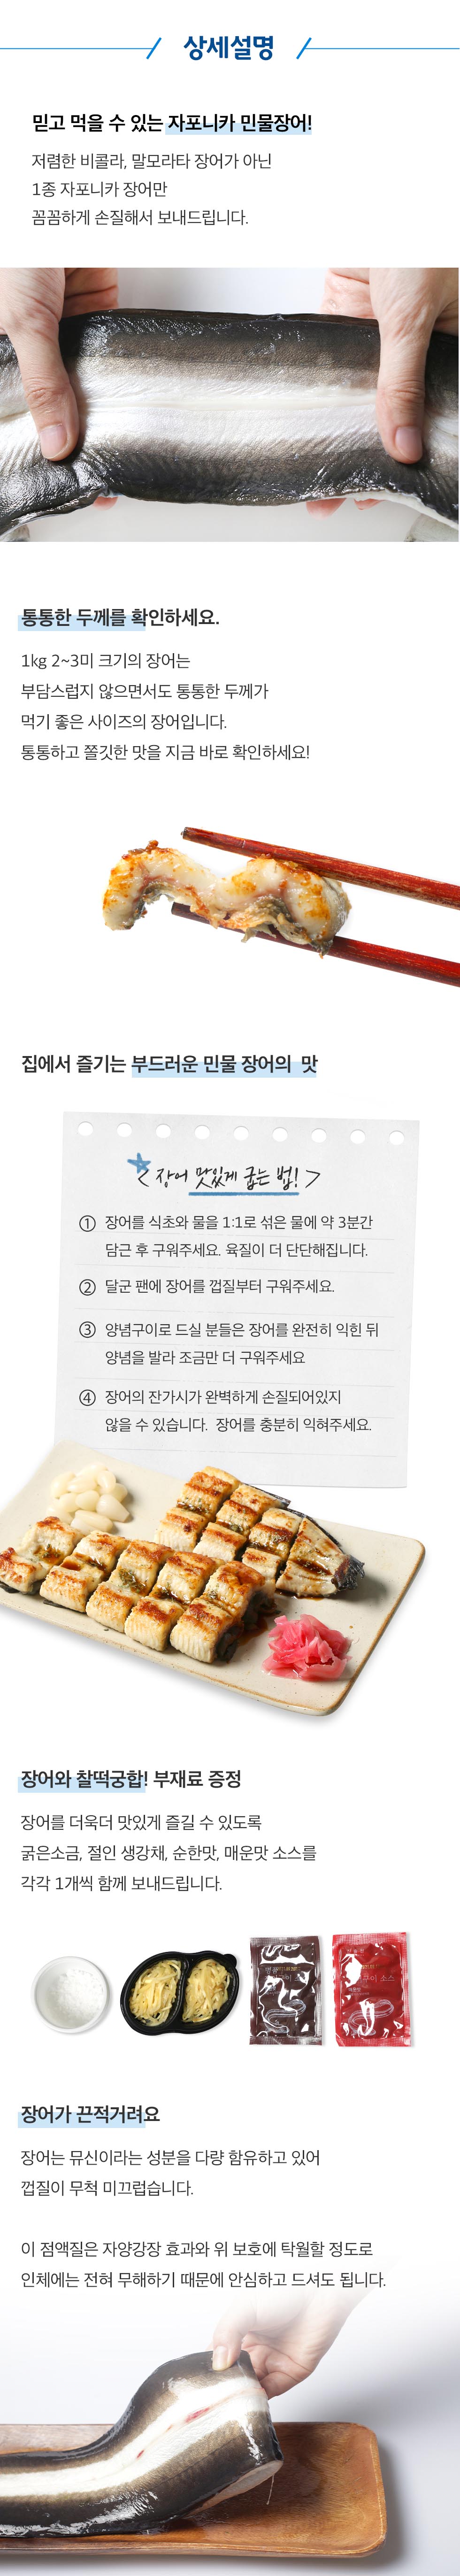 상세설명
믿고 먹을 수 있는 자포니카 민물장어!
저렴한 비콜라, 말모라타 장어가 아닌
1종 자포니카 장어만
꼼꼼하게 손질해서 보내드립니다.
통통한 두께를 확인하세요.
1kg 2~3미 크기의 장어는
부담스럽지 않으면서도 통통한 두께가
먹기 좋은 사이즈의 장어입니다.
통통하고 쫄깃한 맛을 지금 바로 확인하세요!
집에서 즐기는 부드러운 민물 장어의 맛
< 장어 맛있게 굽는 법! >
① 장어를 식초와 물을 1:1로 섞은 물에 약 3분간
담근 후 구워주세요. 육질이 더 단단해집니다.
② 달군 팬에 장어를 껍질부터 구워주세요.
③ 양념구이로 드실 분들은 장어를 완전히 익힌 뒤
양념을 발라 조금만 더 구워주세요
④ 장어의 잔가시가 완벽하게 손질되어있지
않을 수 있습니다. 장어를 충분히 익혀주세요.
장어와 찰떡궁합! 부재료 증정
장어를 더욱더 맛있게 즐길 수 있도록
굵은소금, 절인 생강채, 순한맛, 매운맛 소스를
각각 1개씩 함께 보내드립니다.
장어가 끈적거려요
장어는 뮤신이라는 성분을 다량 함유하고 있어
껍질이 무척 미끄럽습니다.
이 점액질은 자양강장 효과와 위 보호에 탁월할 정도로
인체에는 전혀 무해하기 때문에 안심하고 드셔도 됩니다.